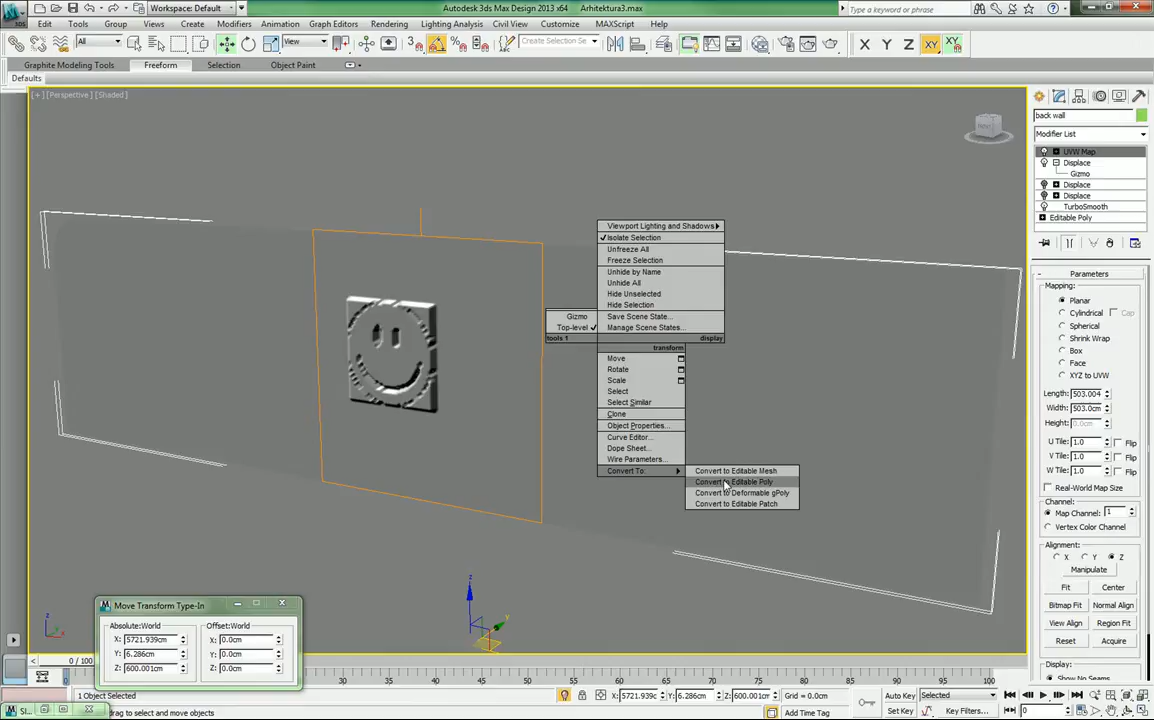 Workspace: Default
Autodesk 3ds Max Design 2013 x64
Arhitektura3.max
Type a keyword or phrase
Edit Tools Group Views Create Modifiers Animation Graph Editors Rendering Lighting Analysis Civil View Customize MAXScript Help
All
View
3
Create Selection Se
X Y Z XY XY
Graphite Modeling Tools Freeform Selection Object Paint
Defaults
[+] [Perspective] [Shaded]
back wall
Modifier List
UVW Map
Displace
Gizmo
Displace
Displace
TurboSmooth
Editable Poly
Viewport Lighting and Shadows
Isolate Selection
Unfreeze All
Freeze Selection
Unhide by Name
Unhide All
Hide Unselected
Hide Selection
Save Scene State...
Manage Scene States...
Gizmo
Top-level
tools 1
display
transform
Move
Rotate
Scale
Select
Select Similar
Clone
Object Properties...
Curve Editor...
Dope Sheet...
Wire Parameters...
Convert To:
Convert to Editable Mesh
Convert to Editable Poly
Convert to Deformable gPoly
Convert to Editable Patch
Parameters
Mapping:
Planar
Cylindrical Cap
Spherical
Shrink Wrap
Box
Face
XYZ to UVW
Length: 503.004
Width: 503.0cm
Height: 0.0cm
U Tile: 1.0 Flip
V Tile: 1.0 Flip
W Tile: 1.0 Flip
Real-World Map Size
Channel:
Map Channel: 1
Vertex Color Channel
Alignment:
X Y Z
Manipulate
Fit Center
Bitmap Fit Normal Align
View Align Region Fit
Reset Acquire
Display:
Show No Seams
Move Transform Type-In
Absolute:World Offset:World
X: 5721.939cm X: 0.0cm
Y: 6.286cm Y: 0.0cm
Z: 600.001cm Z: 0.0cm
z
y
z
0 / 100
30 35 40 45 50 55 60 65 70 75 80 85 90 95 100
1 Object Selected
X: 5721.939c Y: 6.286cm Z: 600.001cm Grid = 0.0cm
Auto Key Selected
drag to select and move objects
Add Time Tag
Set Key Key Filters...
0